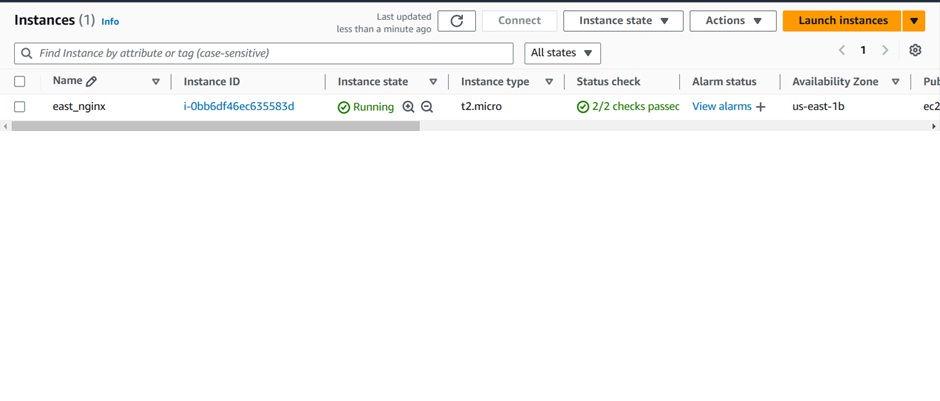 Instances (1) Info
Last updated
less than a minute ago
Connect
Instance state
Actions
Launch instances
Find Instance by attribute or tag (case-sensitive)
All states
1
Name Instance ID Instance state Instance type Status check Alarm status Availability Zone Pub
east_nginx i-0bb6df46ec635583d Running t2.micro 2/2 checks passec View alarms + us-east-1b ec2